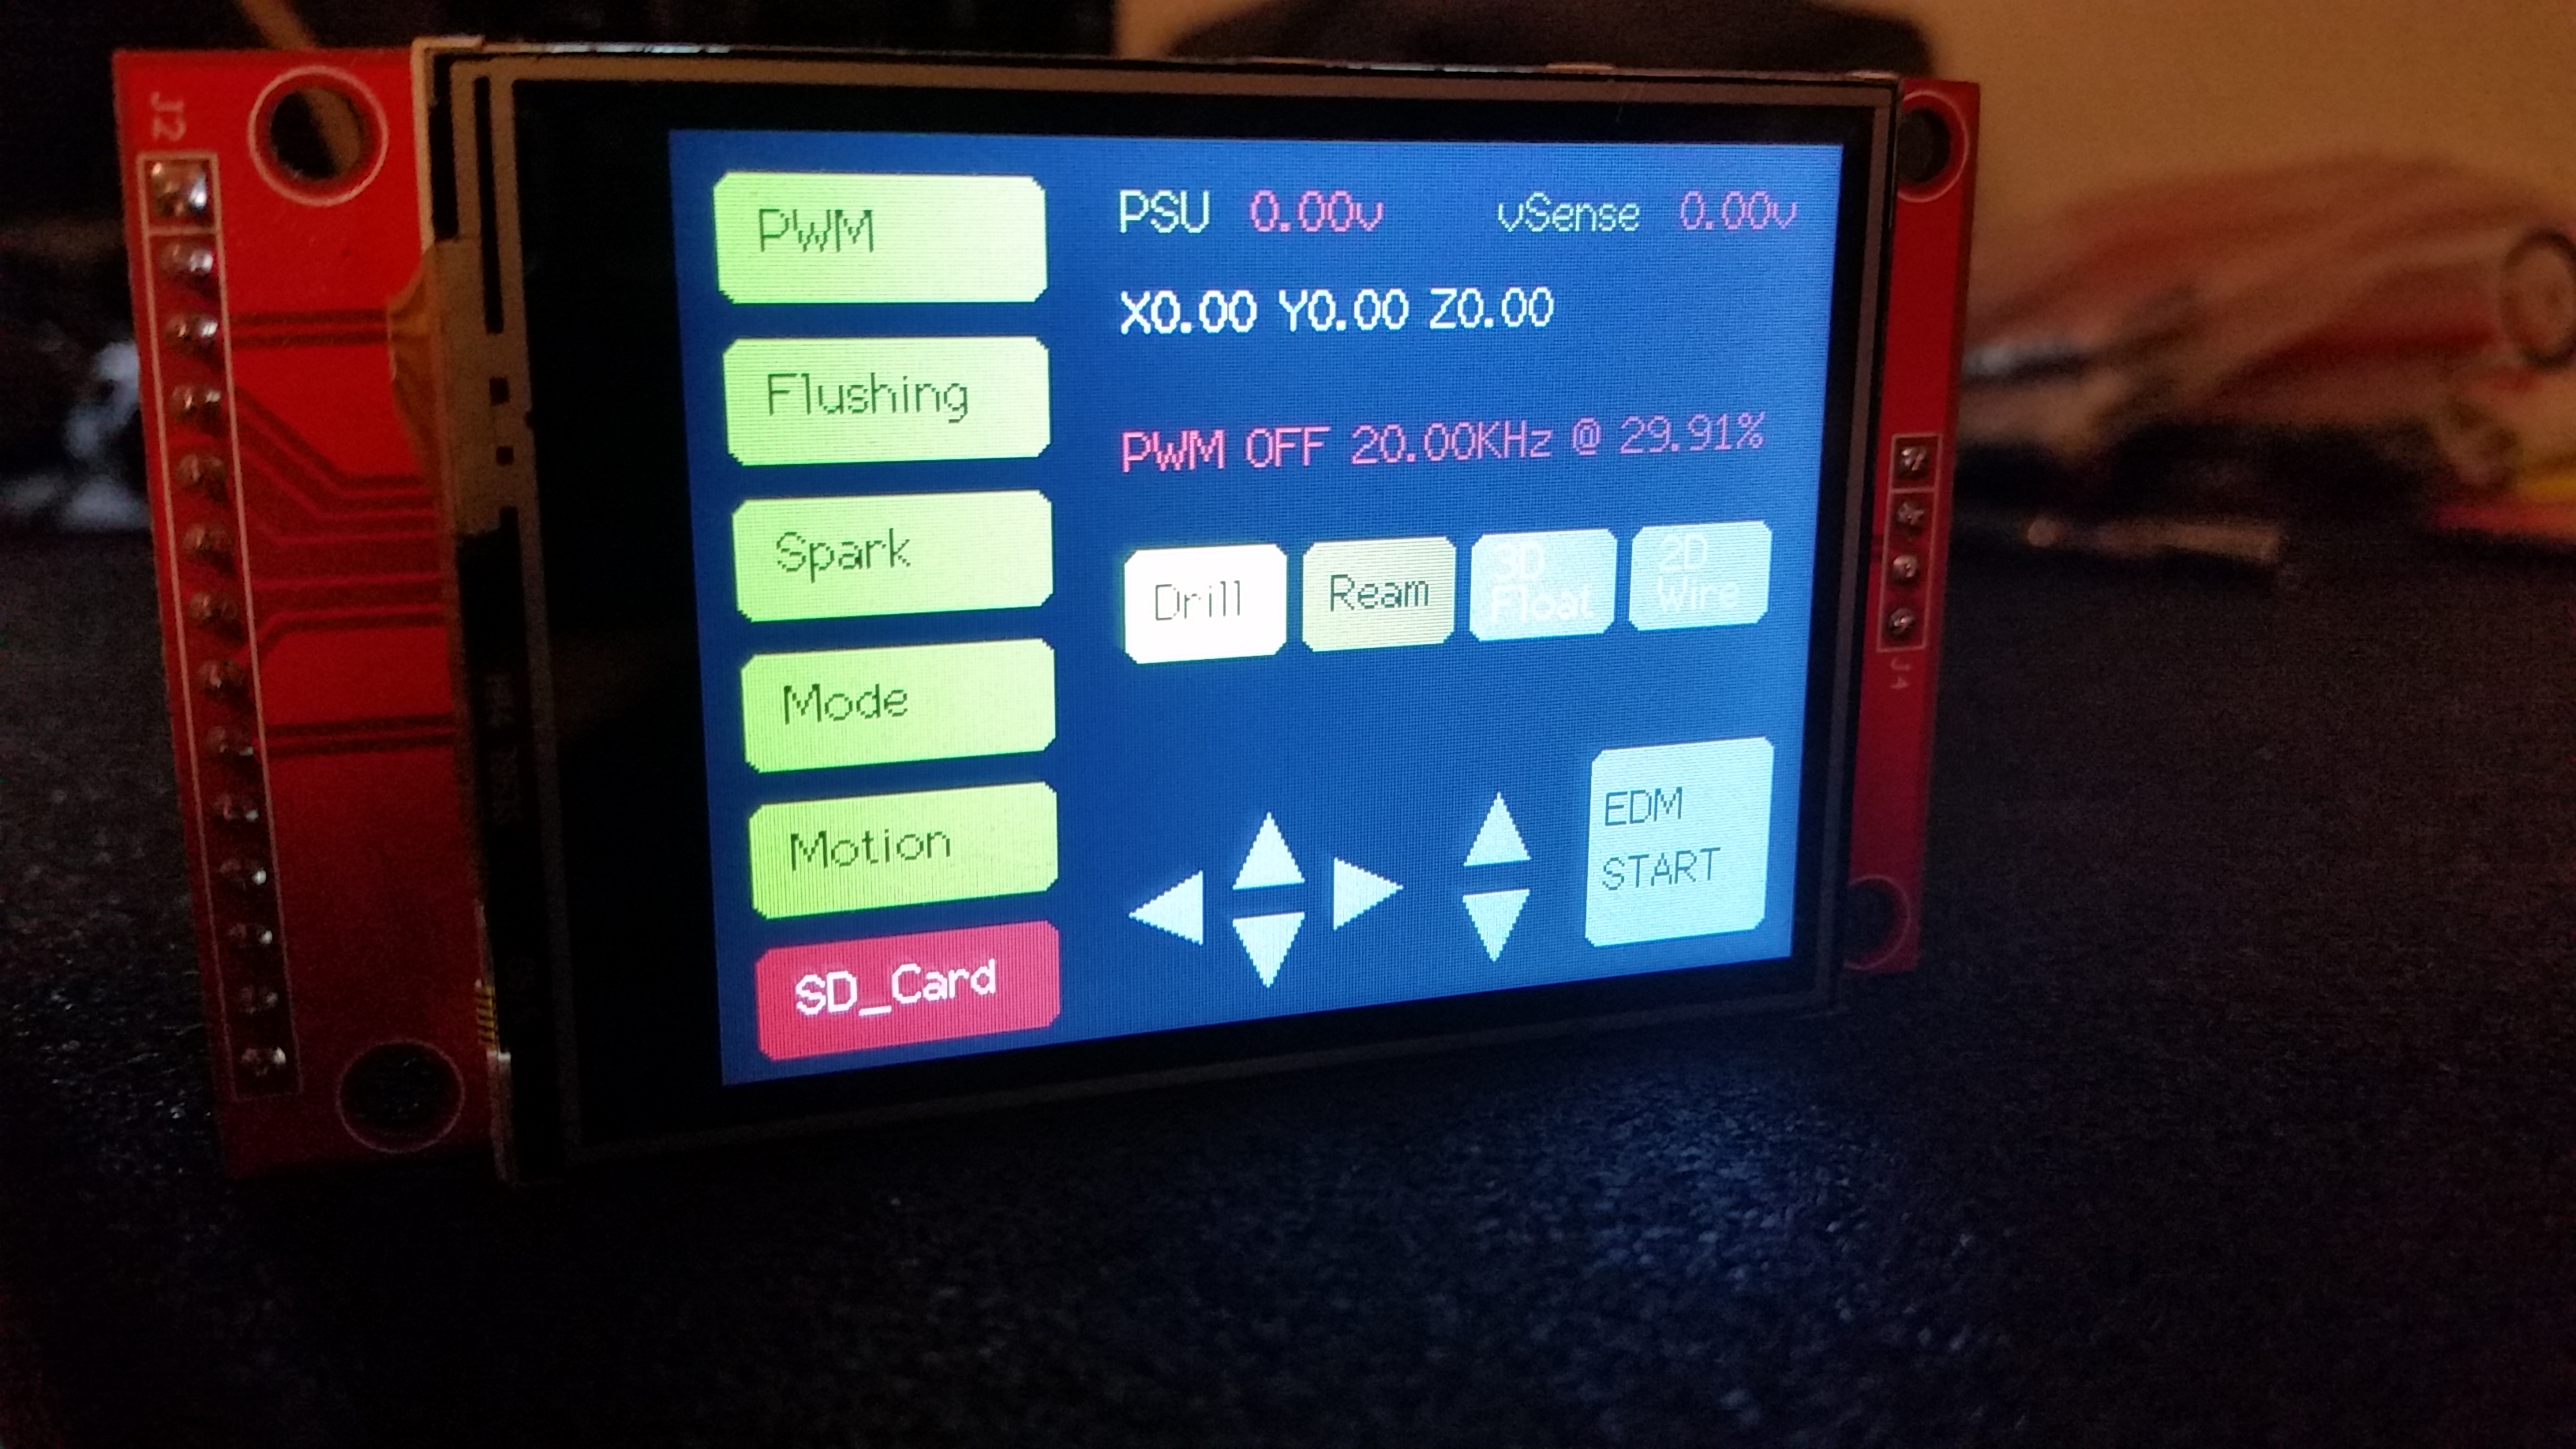 J2
PWM
Flushing
Spark
Mode
Motion
SD_Card
PSU 0.00v vSense 0.00v
X0.00 Y0.00 Z0.00
PWM OFF 20.00KHz @ 29.91%
Drill
Ream
3D
Float
2D
Wire
EDM
START
J4